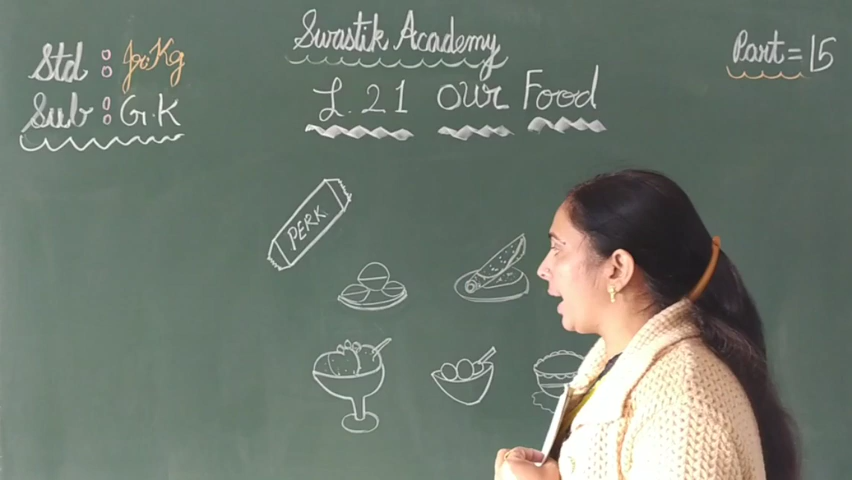 Swastik Academy
Std : Jr.Kg
Part = 15
L. 21 our Food
Sub : G.K
PERK